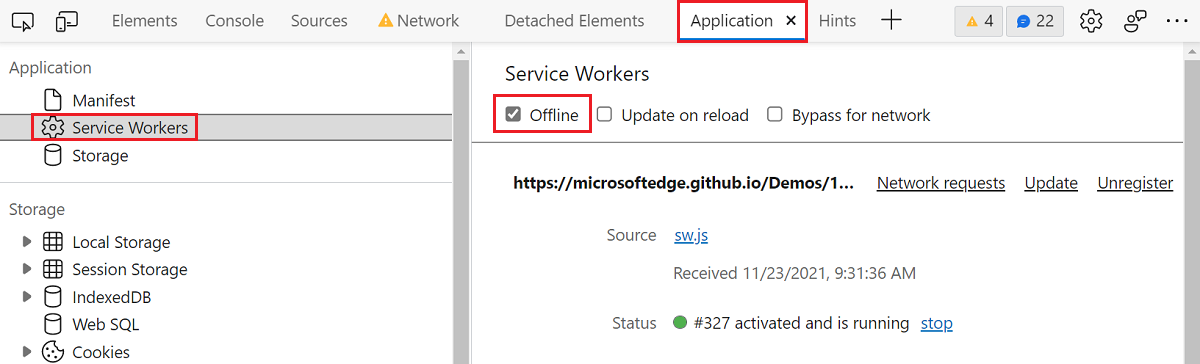 Elements Console Sources Network Detached Elements Application × Hints 4 22
Application
Manifest
Service Workers
Storage
Storage
Local Storage
Session Storage
IndexedDB
Web SQL
Cookies
Service Workers
Offline Update on reload Bypass for network
https://microsoftedge.github.io/Demos/1... Network requests Update Unregister
Source sw.js
Received 11/23/2021, 9:31:36 AM
Status #327 activated and is running stop